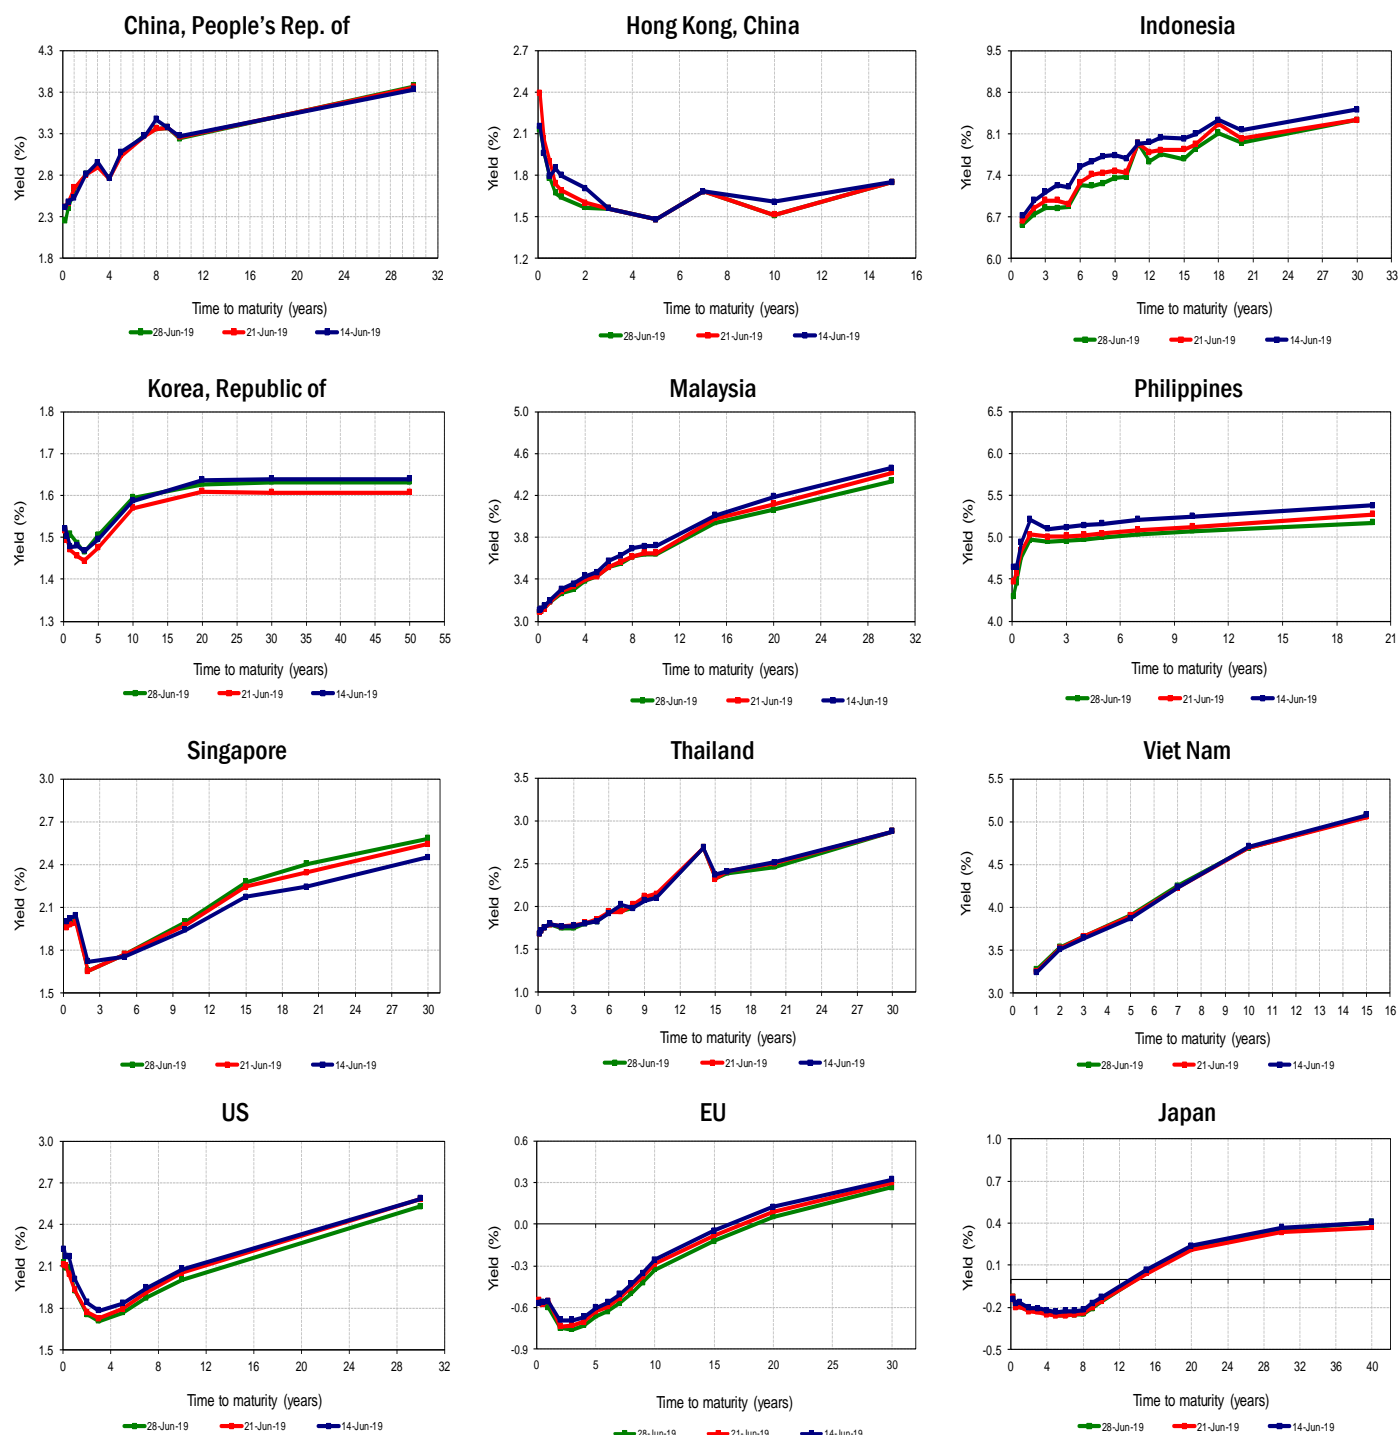 China, People's Rep. of
Hong Kong, China
Indonesia
4.3
3.8
3.3
2.8
2.3
1.8
Yield (%)
0 4 8 12 16 20 24 28 32
Time to maturity (years)
28-Jun-19 21-Jun-19 14-Jun-19
2.7
2.4
2.1
1.8
1.5
1.2
Yield (%)
0 2 4 6 8 10 12 14 16
Time to maturity (years)
28-Jun-19 21-Jun-19 14-Jun-19
9.5
8.8
8.1
7.4
6.7
6.0
Yield (%)
0 3 6 9 12 15 18 21 24 27 30 33
Time to maturity (years)
28-Jun-19 21-Jun-19 14-Jun-19
Korea, Republic of
Malaysia
Philippines
1.8
1.7
1.6
1.5
1.4
1.3
Yield (%)
0 5 10 15 20 25 30 35 40 45 50 55
Time to maturity (years)
28-Jun-19 21-Jun-19 14-Jun-19
5.0
4.6
4.2
3.8
3.4
3.0
Yield (%)
0 4 8 12 16 20 24 28 32
Time to maturity (years)
28-Jun-19 21-Jun-19 14-Jun-19
6.5
6.0
5.5
5.0
4.5
4.0
Yield (%)
0 3 6 9 12 15 18 21
Time to maturity (years)
28-Jun-19 21-Jun-19 14-Jun-19
Singapore
Thailand
Viet Nam
3.0
2.7
2.4
2.1
1.8
1.5
Yield (%)
0 3 6 9 12 15 18 21 24 27 30
28-Jun-19 21-Jun-19 14-Jun-19
3.5
3.0
2.5
2.0
1.5
1.0
Yield (%)
0 3 6 9 12 15 18 21 24 27 30
Time to maturity (years)
28-Jun-19 21-Jun-19 14-Jun-19
5.5
5.0
4.5
4.0
3.5
3.0
Yield (%)
0 1 2 3 4 5 6 7 8 9 10 11 12 13 14 15 16
Time to maturity (years)
28-Jun-19 21-Jun-19 14-Jun-19
US
EU
Japan
3.0
2.7
2.4
2.1
1.8
1.5
Yield (%)
0 4 8 12 16 20 24 28 32
Time to maturity (years)
28-Jun-19 21-Jun-19 14-Jun-19
0.6
0.3
0.0
-0.3
-0.6
-0.9
Yield (%)
0 5 10 15 20 25 30
Time to maturity (years)
28-Jun-19 21-Jun-19 14-Jun-19
1.0
0.7
0.4
0.1
-0.2
-0.5
Yield (%)
0 4 8 12 16 20 24 28 32 36 40
Time to maturity (years)
28-Jun-19 21-Jun-19 14-Jun-19